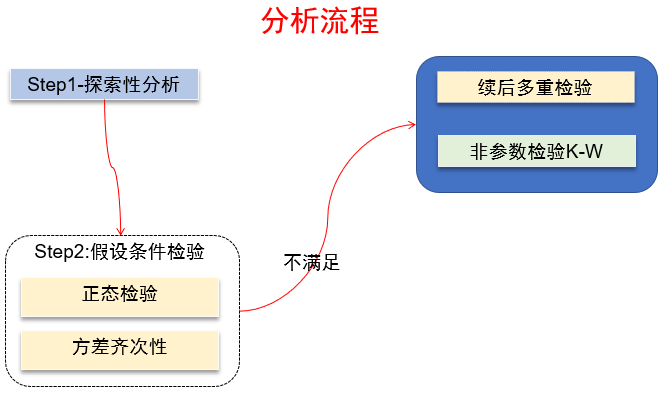 分析流程
Step1-探索性分析
Step2:假设条件检验
正态检验
方差齐次性
不满足
续后多重检验
非参数检验K-W